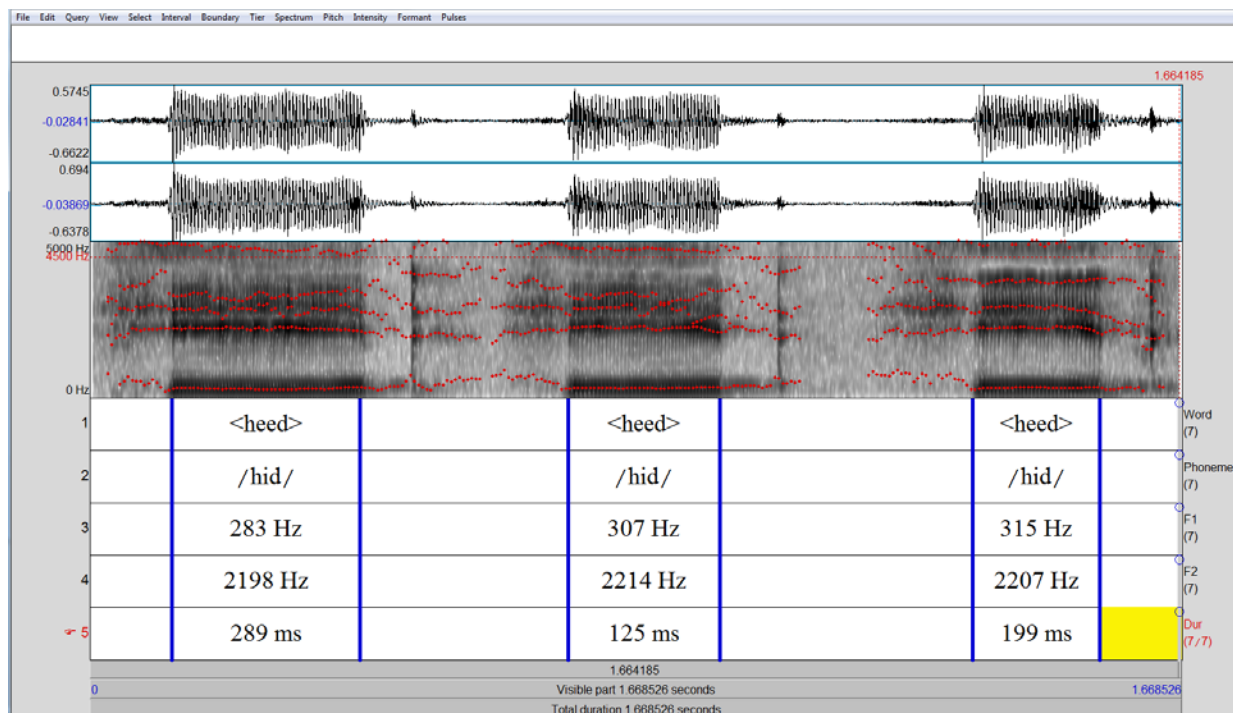 File Edit Query View Select Interval Boundary Tier Spectrum Pitch Intensity Formant Pulses
1.664185
0.5745
-0.02841
-0.6622
0.694
-0.03869
-0.6378
5000 Hz
4500 Hz
0 Hz
1 <heed> <heed> <heed> Word (7)
2 /hid/ /hid/ /hid/ Phoneme (7)
3 283 Hz 307 Hz 315 Hz F1 (7)
4 2198 Hz 2214 Hz 2207 Hz F2 (7)
5 289 ms 125 ms 199 ms Dur (7/7)
1.664185
0 Visible part 1.668526 seconds 1.668526
Total duration 1.668526 seconds